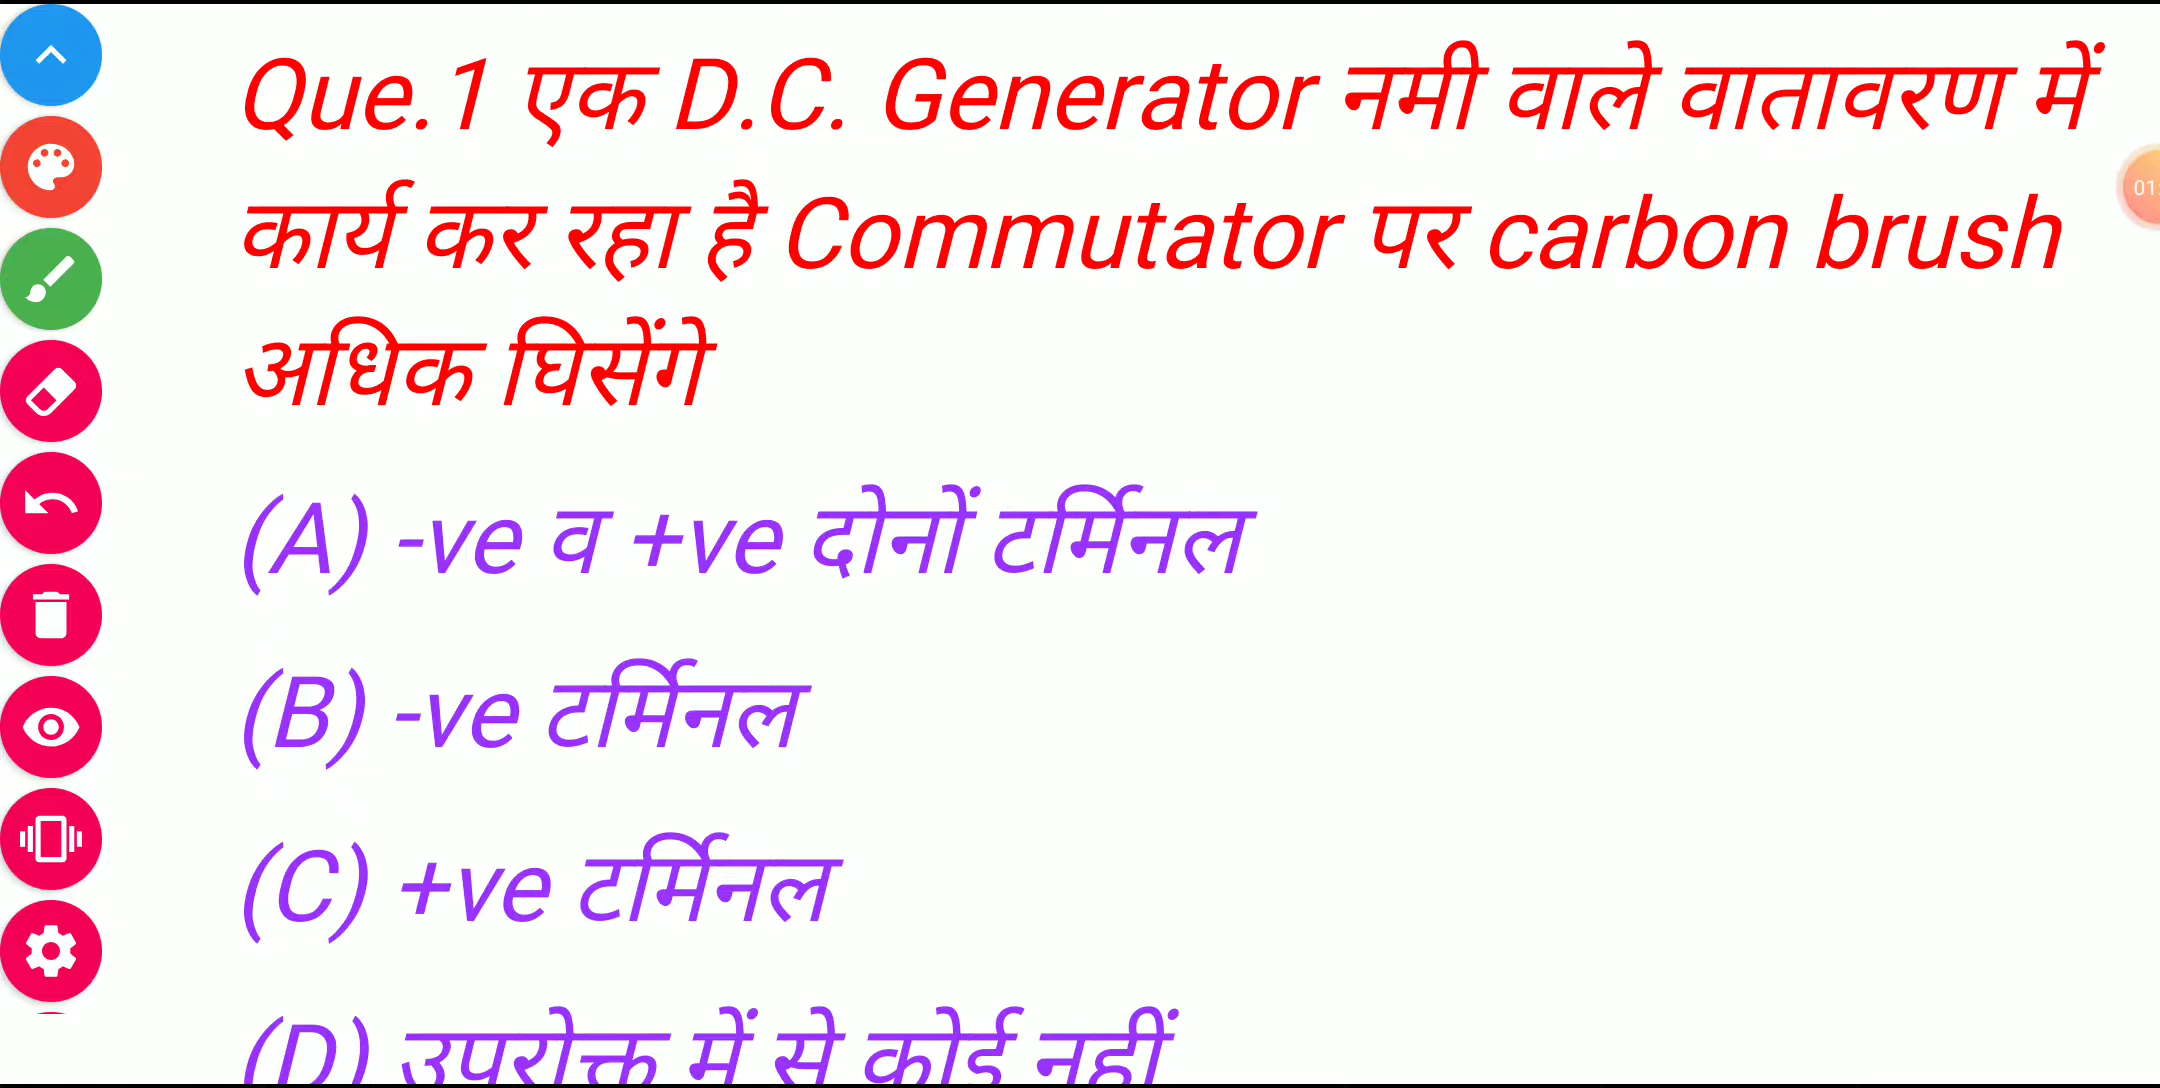 Que.1 एक D.C. Generator नमी वाले वातावरण में
01:
कार्य कर रहा है Commutator पर carbon brush
अधिक घिसेंगे
(A) -ve व +ve दोनों टर्मिनल
(B) -ve टर्मिनल
(C) +ve टर्मिनल
(D) उपरोक्त में से कोई नहीं